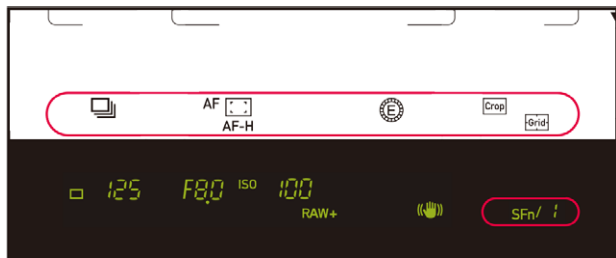 AF
AF-H
E
Crop
Grid
125 F8.0 ISO 100
RAW+
SFn/ 1